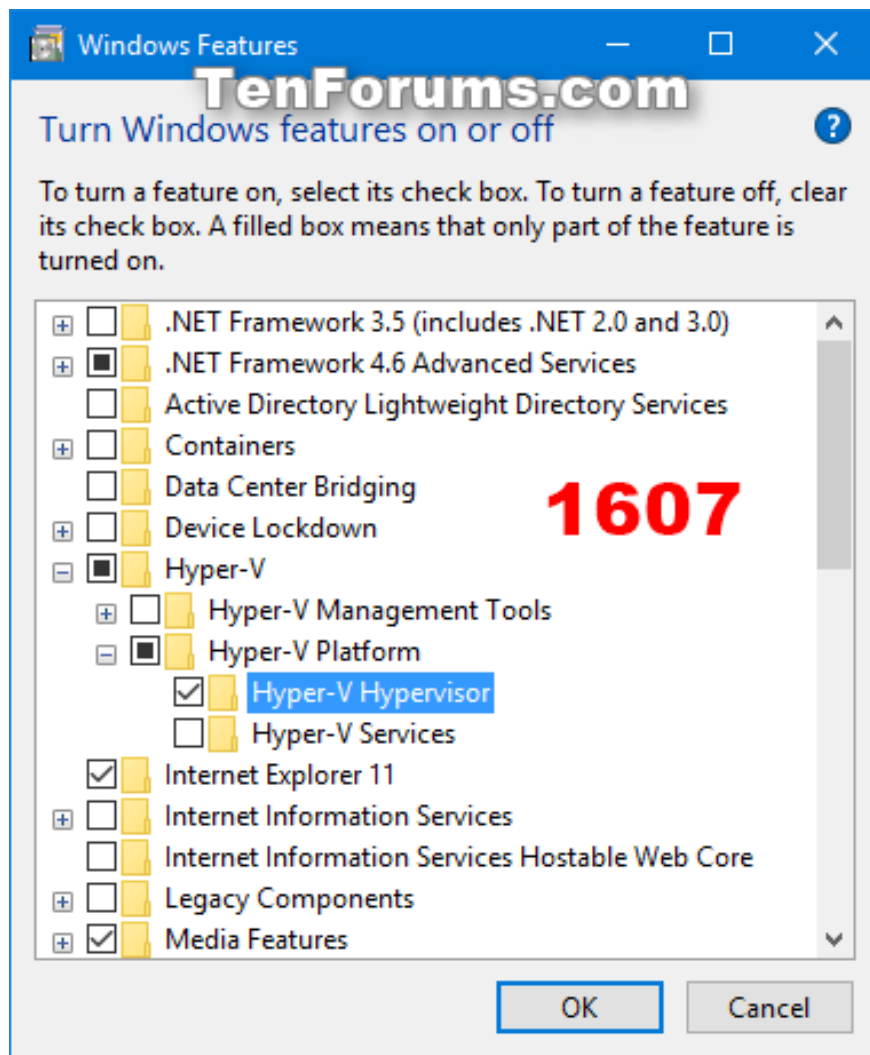 Windows Features
TenForums.com
Turn Windows features on or off
?
To turn a feature on, select its check box. To turn a feature off, clear
its check box. A filled box means that only part of the feature is
turned on.
.NET Framework 3.5 (includes .NET 2.0 and 3.0)
.NET Framework 4.6 Advanced Services
Active Directory Lightweight Directory Services
Containers
Data Center Bridging
1607
Device Lockdown
Hyper-V
Hyper-V Management Tools
Hyper-V Platform
Hyper-V Hypervisor
Hyper-V Services
Internet Explorer 11
Internet Information Services
Internet Information Services Hostable Web Core
Legacy Components
Media Features
OK
Cancel